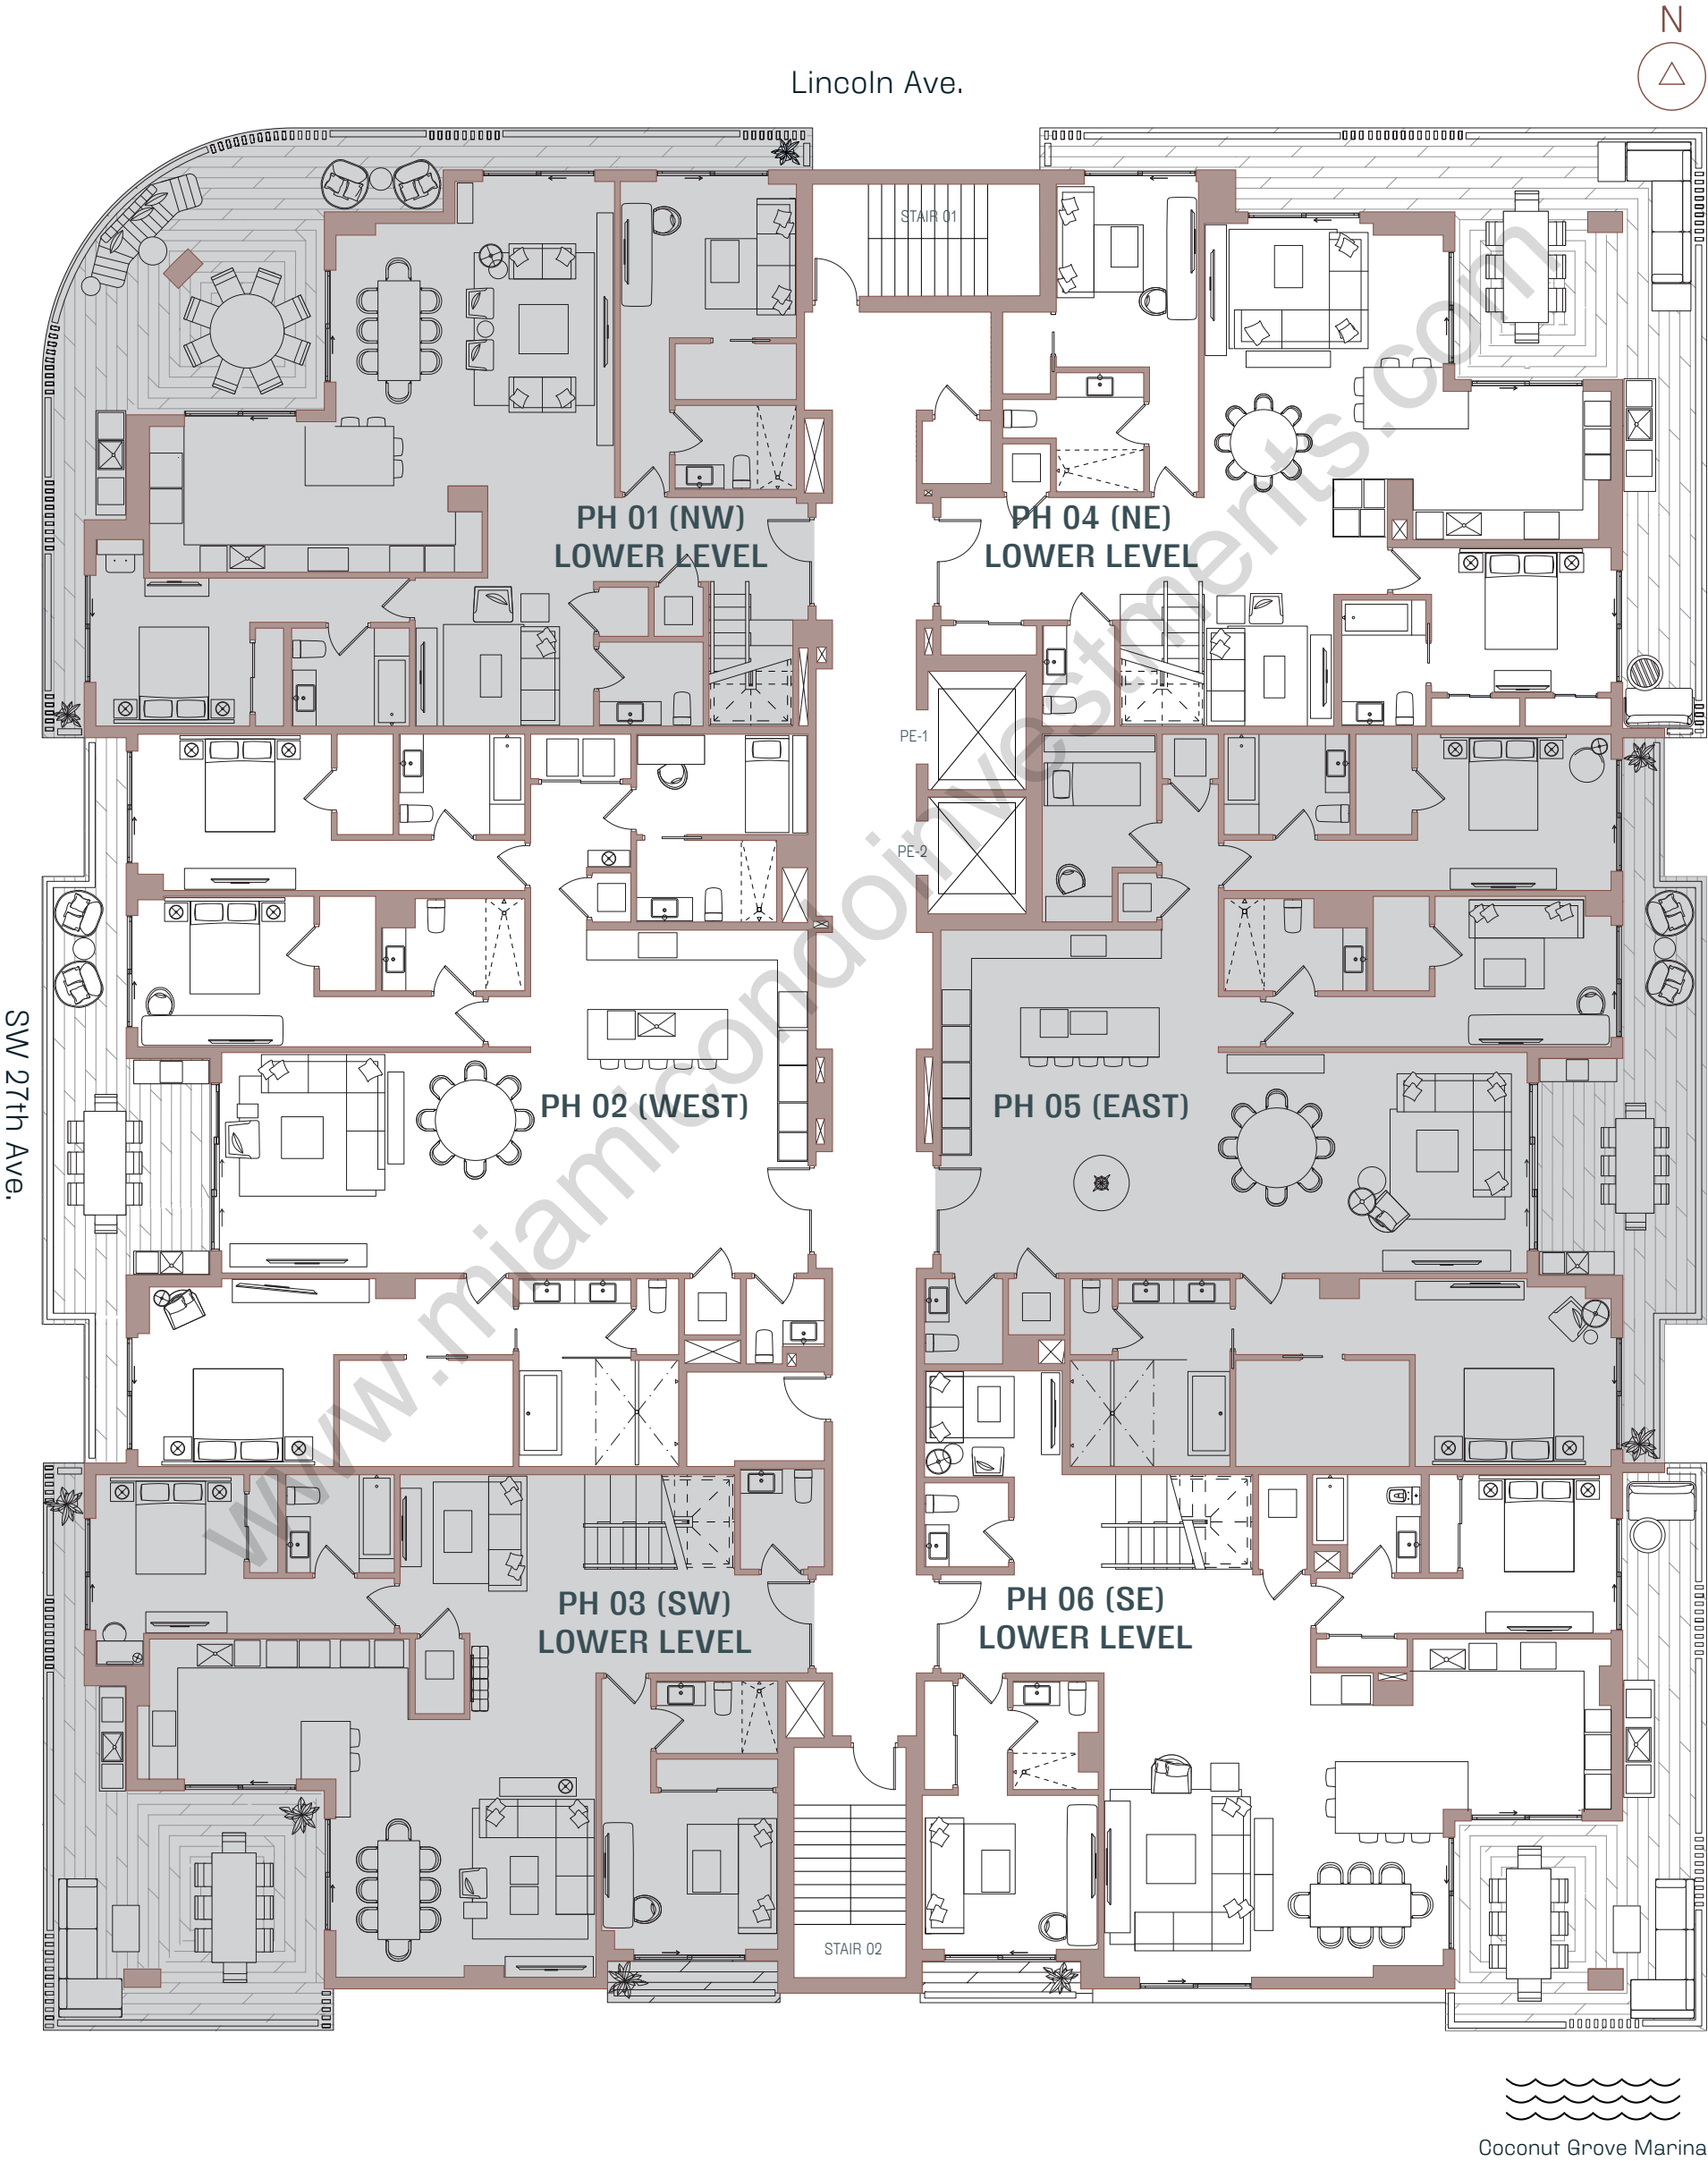 N
Lincoln Ave.
STAIR 01
PH 01 (NW)
LOWER LEVEL
PH 04 (NE)
LOWER LEVEL
PE-1
PE-2
SW 27th Ave.
PH 02 (WEST)
PH 05 (EAST)
www.miamicondoinvestments.com
PH 03 (SW)
LOWER LEVEL
PH 06 (SE)
LOWER LEVEL
STAIR 02
Coconut Grove Marina